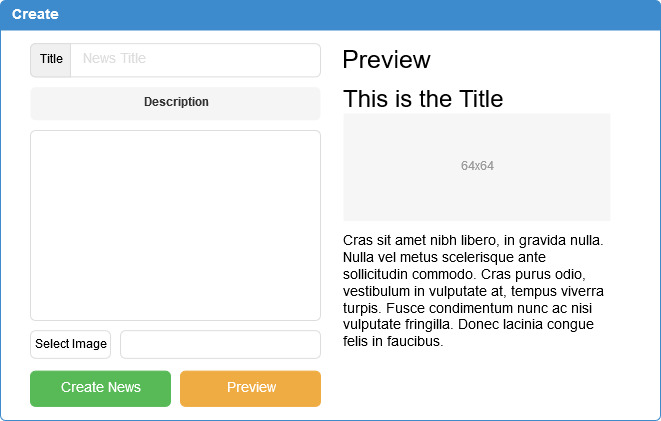 Create
Title
News Title
Description
Select Image
Create News
Preview
Preview
This is the Title
64x64
Cras sit amet nibh libero, in gravida nulla.
Nulla vel metus scelerisque ante
sollicitudin commodo. Cras purus odio,
vestibulum in vulputate at, tempus viverra
turpis. Fusce condimentum nunc ac nisi
vulputate fringilla. Donec lacinia congue
felis in faucibus.